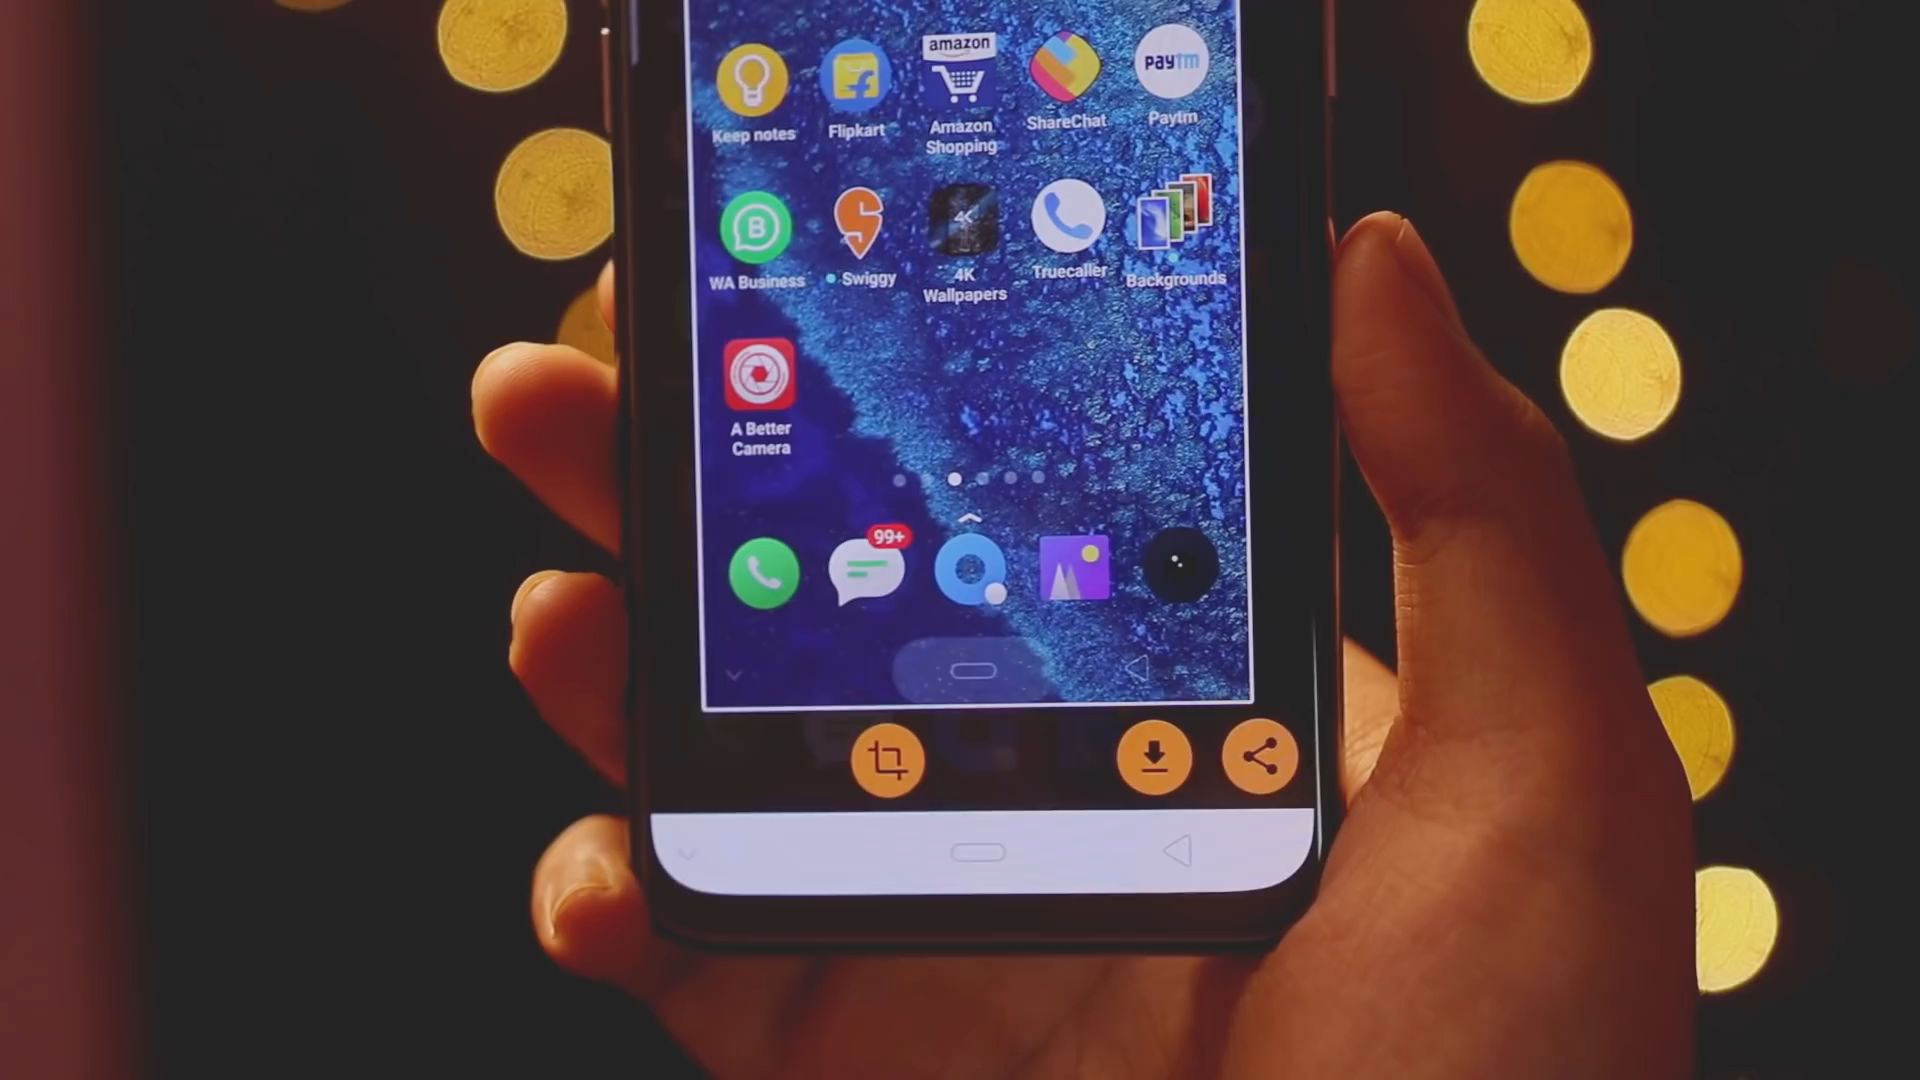 amazon
paytm
Keep notes
Flipkart
Amazon
Shopping
ShareChat
Paytm
B
4K
WA Business
Swiggy
4K
Wallpapers
Truecaller
Backgrounds
A Better
Camera
99+